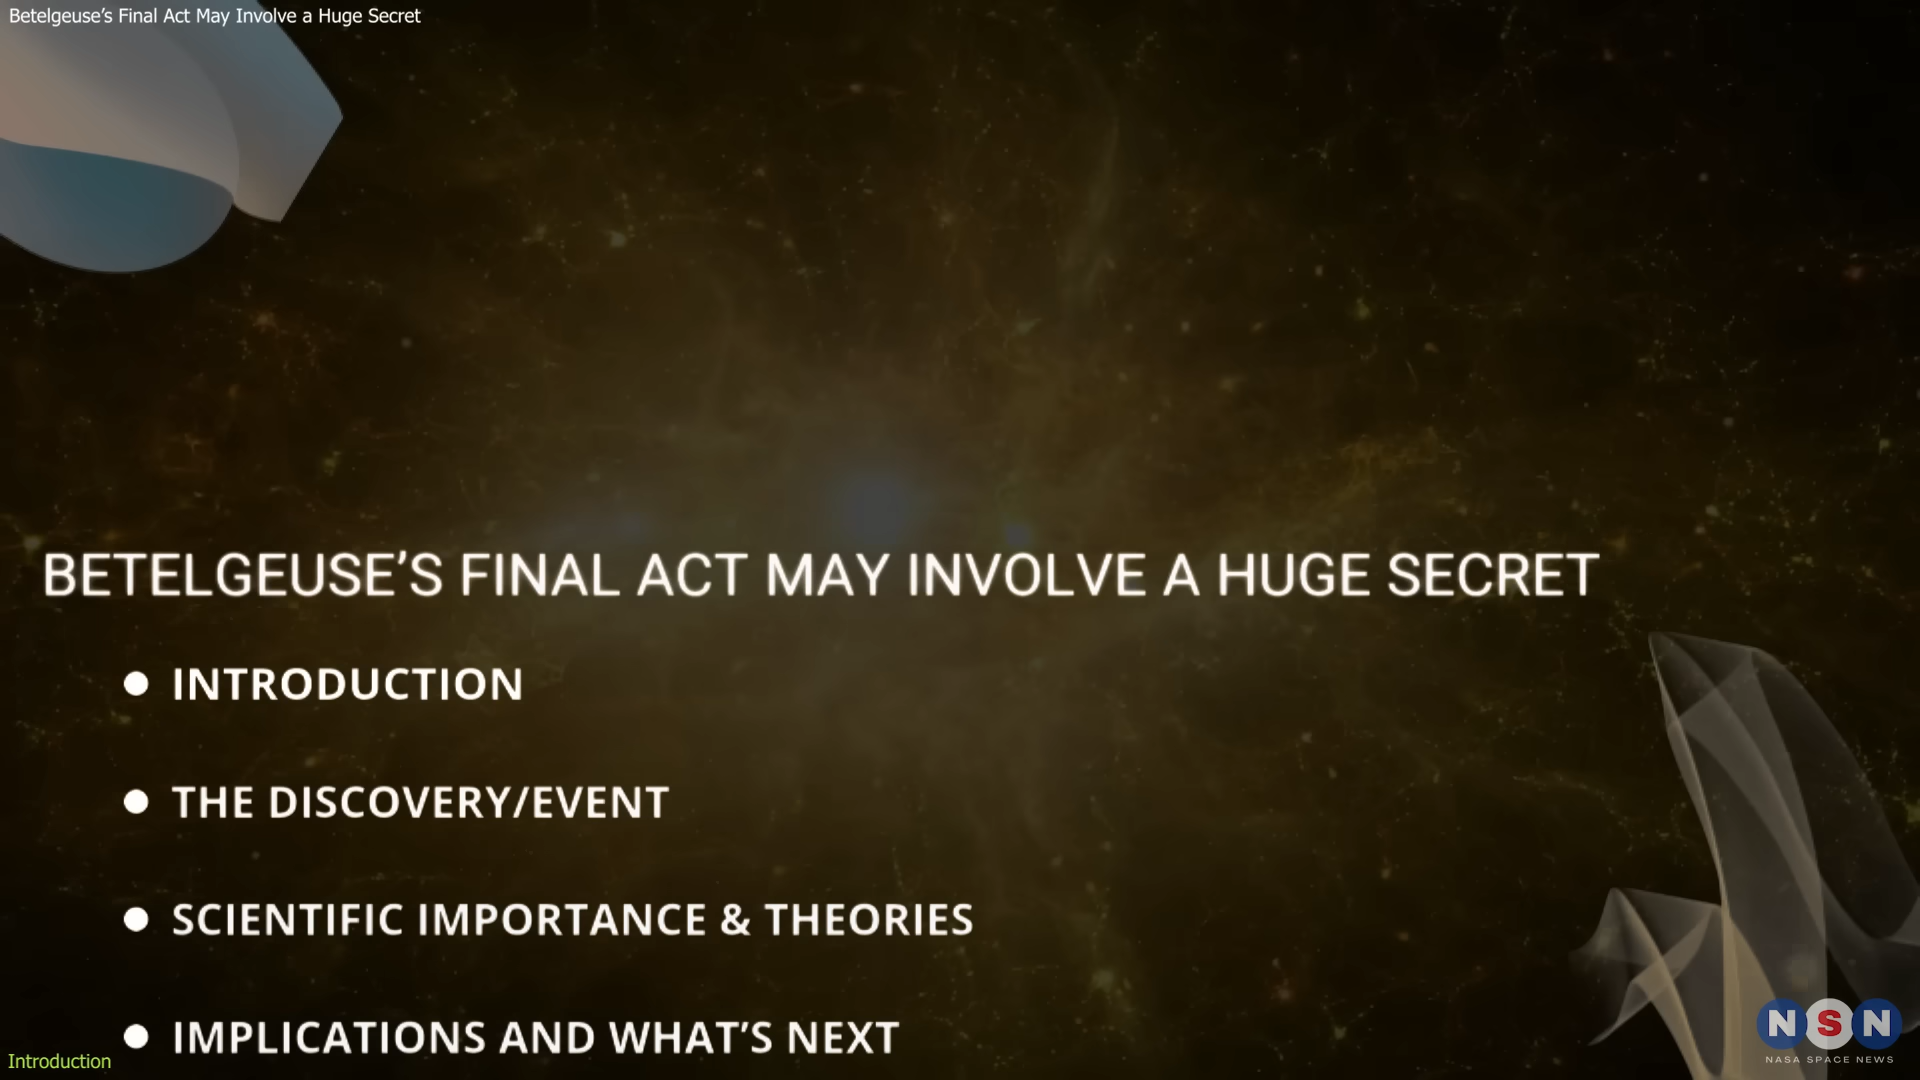 Betelgeuse’s Final Act May Involve a Huge Secret
BETELGEUSE’S FINAL ACT MAY INVOLVE A HUGE SECRET
● INTRODUCTION
● THE DISCOVERY/EVENT
● SCIENTIFIC IMPORTANCE & THEORIES
● IMPLICATIONS AND WHAT’S NEXT
Introduction
NSN
NASA SPACE NEWS